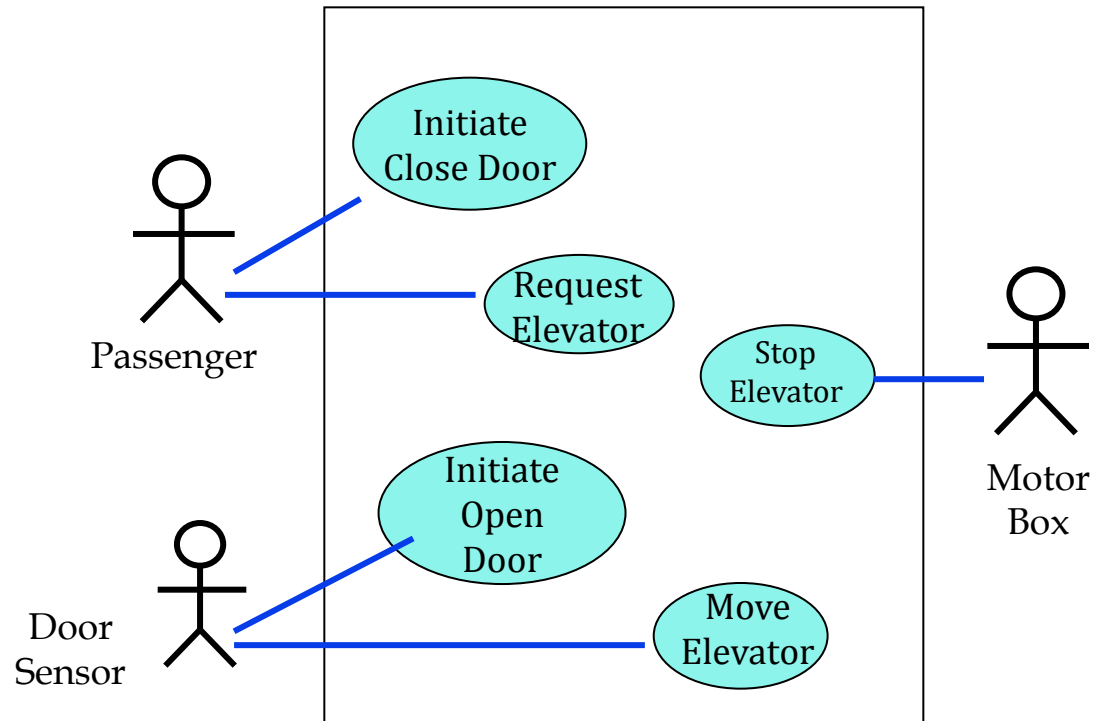 Initiate
Close Door
Request
Elevator
Passenger
Stop
Elevator
Motor
Box
Initiate
Open
Door
Move
Elevator
Door
Sensor